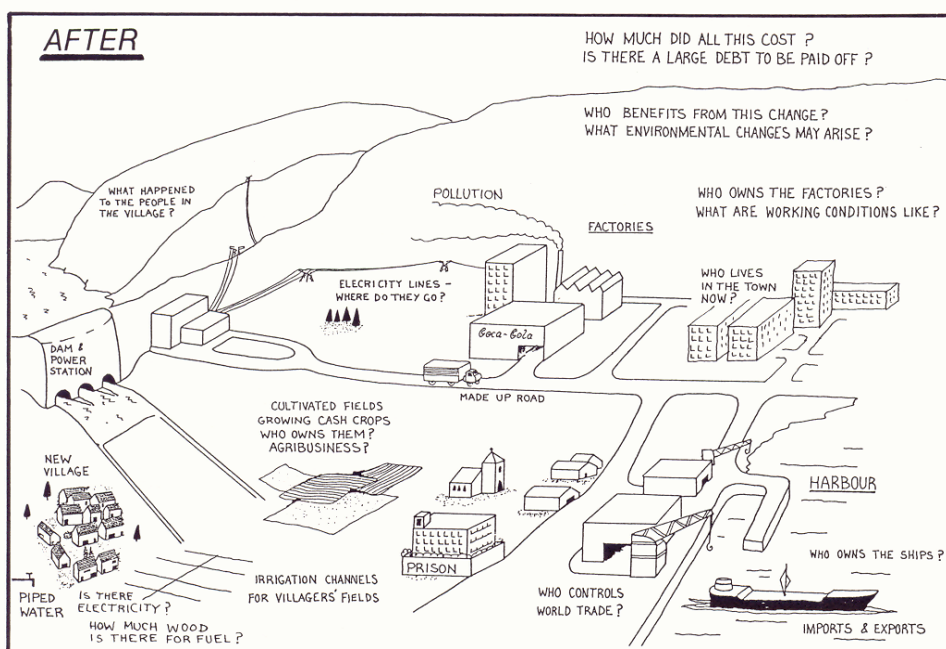 AFTER
HOW MUCH DID ALL THIS COST ?
IS THERE A LARGE DEBT TO BE PAID OFF ?
WHO BENEFITS FROM THIS CHANGE?
WHAT ENVIRONMENTAL CHANGES MAY ARISE ?
WHAT HAPPENED
TO THE PEOPLE IN
THE VILLAGE ?
POLLUTION
FACTORIES
WHO OWNS THE FACTORIES ?
WHAT ARE WORKING CONDITIONS LIKE?
ELECRICITY LINES –
WHERE DO THEY GO?
WHO LIVES
IN THE TOWN
NOW ?
Coca-Cola
DAM &
POWER
STATION
MADE UP ROAD
CULTIVATED FIELDS
GROWING CASH CROPS
WHO OWNS THEM ?
AGRIBUSINESS ?
NEW
VILLAGE
HARBOUR
PRISON
WHO OWNS THE SHIPS ?
PIPED
WATER
IS THERE
ELECTRICITY ?
IRRIGATION CHANNELS
FOR VILLAGERS' FIELDS
WHO CONTROLS
WORLD TRADE ?
HOW MUCH WOOD
IS THERE FOR FUEL ?
IMPORTS & EXPORTS